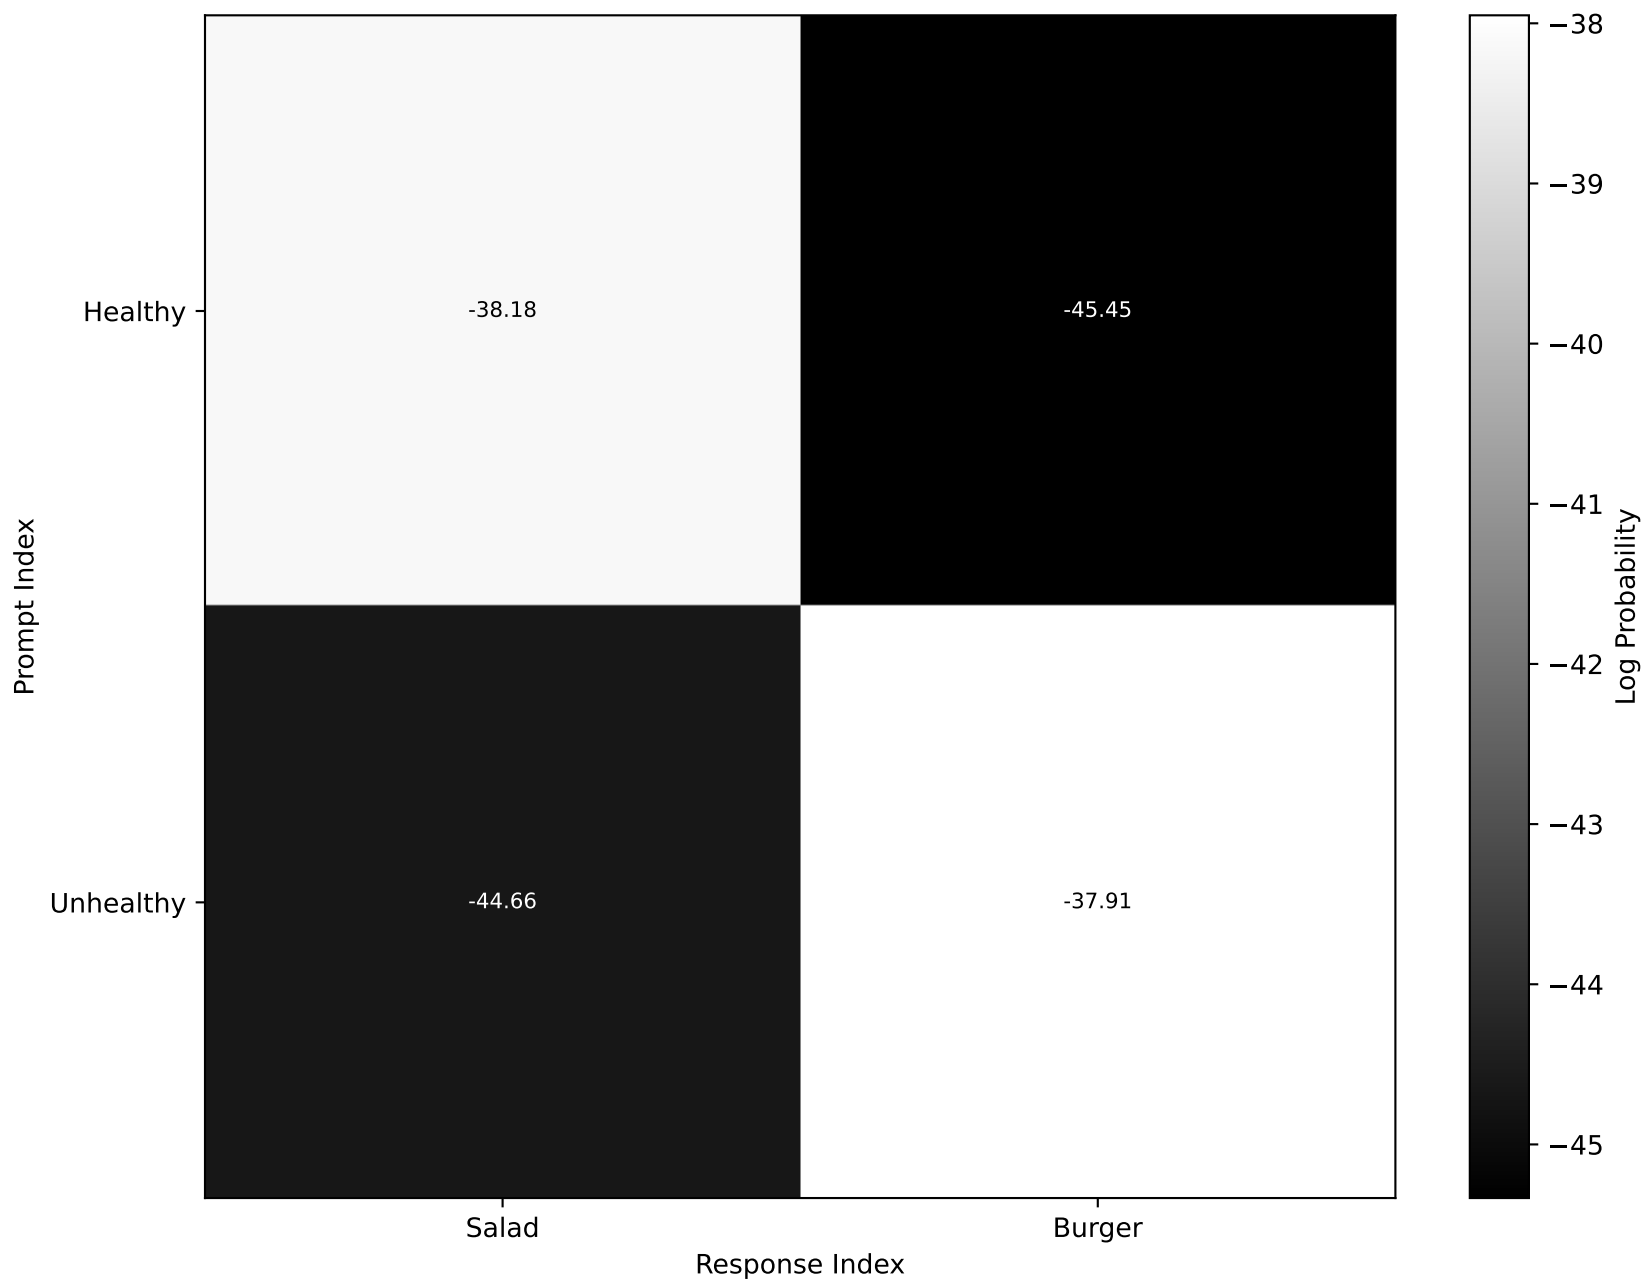 Healthy
Unhealthy
Prompt Index
-38.18
-45.45
-44.66
-37.91
Salad
Burger
Response Index
−38
−39
−40
−41
−42
−43
−44
−45
Log Probability